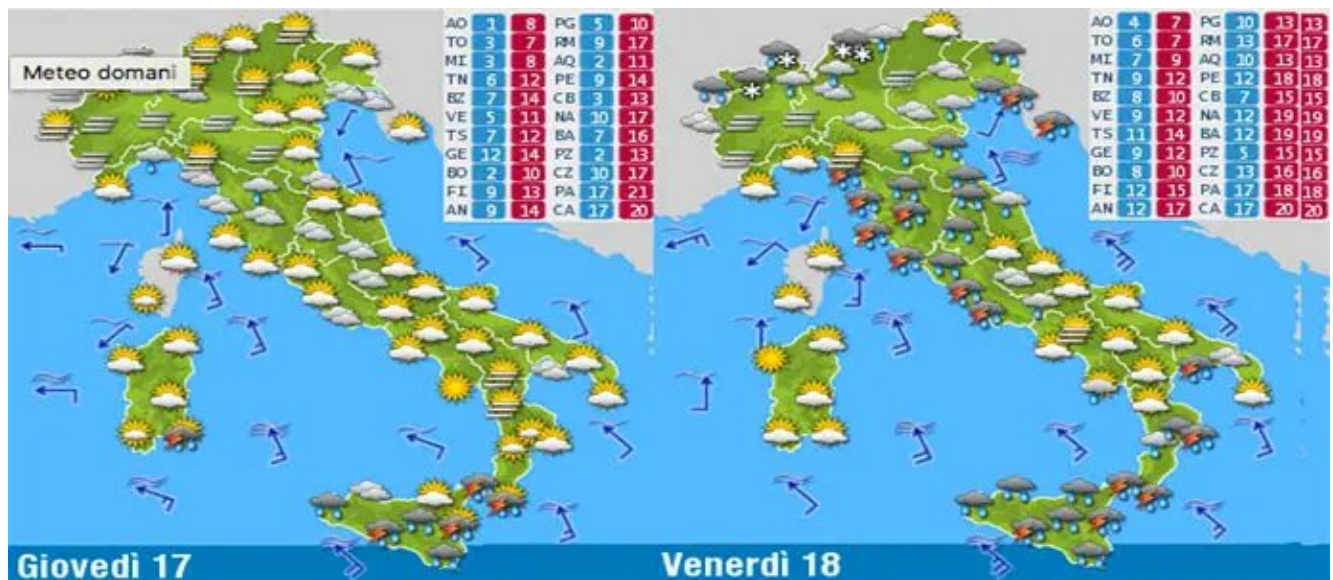 AO 1 8 PG 5 10
TO 3 7 RM 9 17
MI 3 8 AQ 2 11
TN 6 12 PE 9 14
BZ 7 14 CB 3 13
VE 5 11 NA 10 17
TS 7 12 BA 7 16
GE 12 14 PZ 2 13
BO 2 10 CZ 10 17
FI 9 13 PA 17 21
AN 9 14 CA 17 20
Meteo domani
Giovedì 17
AO 4 7 PG 10 13 13
TO 6 7 RM 13 17 17
MI 7 9 AQ 10 13 13
TN 9 12 PE 12 18 18
BZ 8 10 CB 7 15 15
VE 9 12 NA 12 19 19
TS 11 14 BA 12 19 19
GE 9 12 PZ 5 15 15
BO 8 10 CZ 13 16 16
FI 12 15 PA 17 18 18
AN 12 17 CA 17 20 20
Venerdì 18